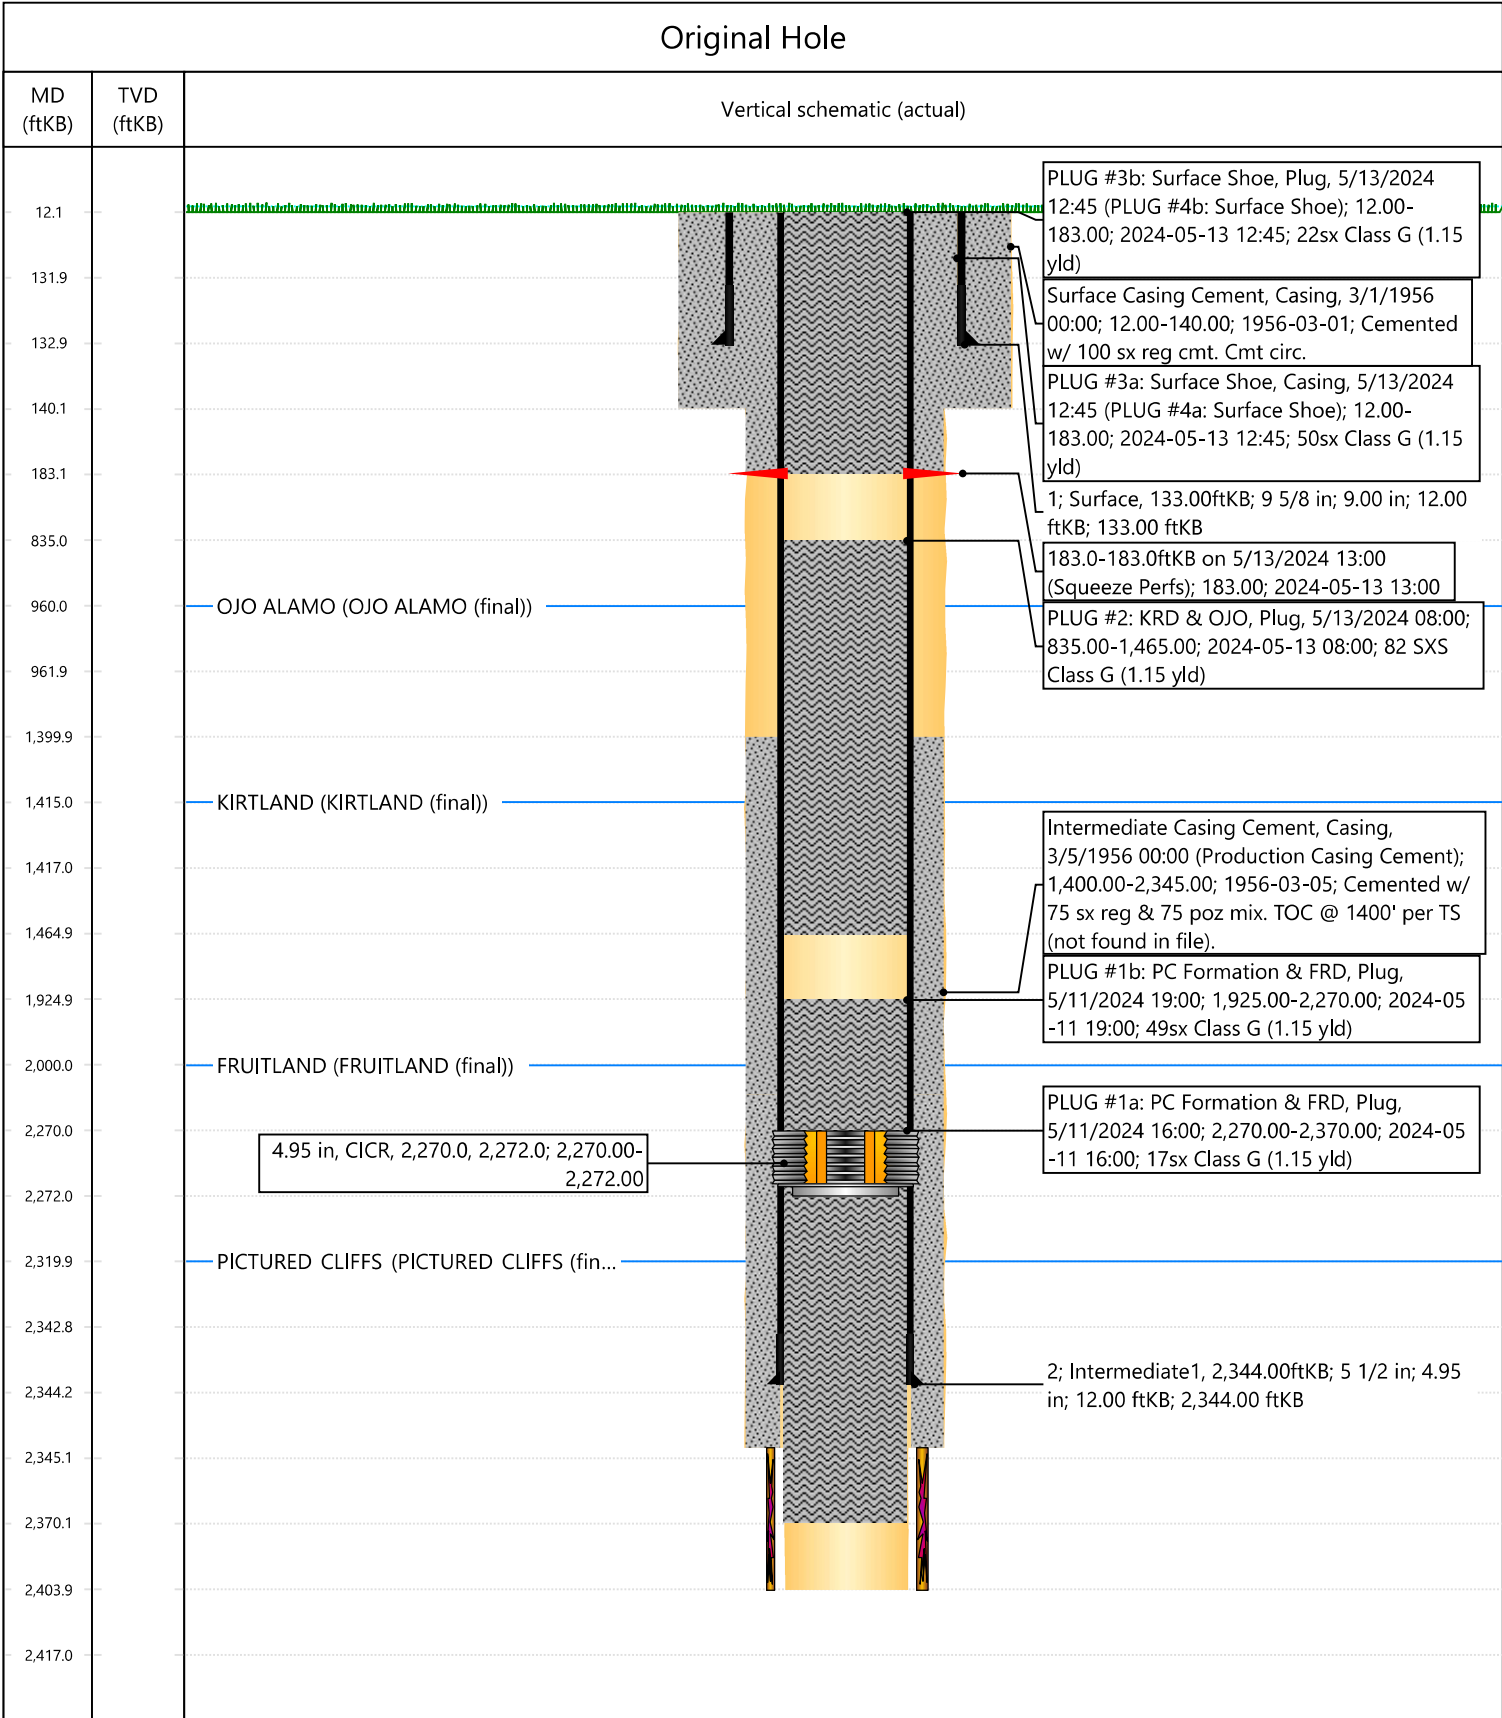 Original Hole
MD
(ftKB)
TVD
(ftKB)
Vertical schematic (actual)
12.1
131.9
132.9
140.1
183.1
835.0
960.0
961.9
1,399.9
1,415.0
1,417.0
1,464.9
1,924.9
2,000.0
2,270.0
2,272.0
2,319.9
2,342.8
2,344.2
2,345.1
2,370.1
2,403.9
2,417.0
OJO ALAMO (OJO ALAMO (final))
KIRTLAND (KIRTLAND (final))
FRUITLAND (FRUITLAND (final))
4.95 in, CICR, 2,270.0, 2,272.0; 2,270.00-
2,272.00
PICTURED CLIFFS (PICTURED CLIFFS (fin...
PLUG #3b: Surface Shoe, Plug, 5/13/2024
12:45 (PLUG #4b: Surface Shoe); 12.00-
183.00; 2024-05-13 12:45; 22sx Class G (1.15
yld)
Surface Casing Cement, Casing, 3/1/1956
00:00; 12.00-140.00; 1956-03-01; Cemented
w/ 100 sx reg cmt. Cmt circ.
PLUG #3a: Surface Shoe, Casing, 5/13/2024
12:45 (PLUG #4a: Surface Shoe); 12.00-
183.00; 2024-05-13 12:45; 50sx Class G (1.15
yld)
1; Surface, 133.00ftKB; 9 5/8 in; 9.00 in; 12.00
ftKB; 133.00 ftKB
183.0-183.0ftKB on 5/13/2024 13:00
(Squeeze Perfs); 183.00; 2024-05-13 13:00
PLUG #2: KRD & OJO, Plug, 5/13/2024 08:00;
835.00-1,465.00; 2024-05-13 08:00; 82 SXS
Class G (1.15 yld)
Intermediate Casing Cement, Casing,
3/5/1956 00:00 (Production Casing Cement);
1,400.00-2,345.00; 1956-03-05; Cemented w/
75 sx reg & 75 poz mix. TOC @ 1400' per TS
(not found in file).
PLUG #1b: PC Formation & FRD, Plug,
5/11/2024 19:00; 1,925.00-2,270.00; 2024-05
-11 19:00; 49sx Class G (1.15 yld)
PLUG #1a: PC Formation & FRD, Plug,
5/11/2024 16:00; 2,270.00-2,370.00; 2024-05
-11 16:00; 17sx Class G (1.15 yld)
2; Intermediate1, 2,344.00ftKB; 5 1/2 in; 4.95
in; 12.00 ftKB; 2,344.00 ftKB